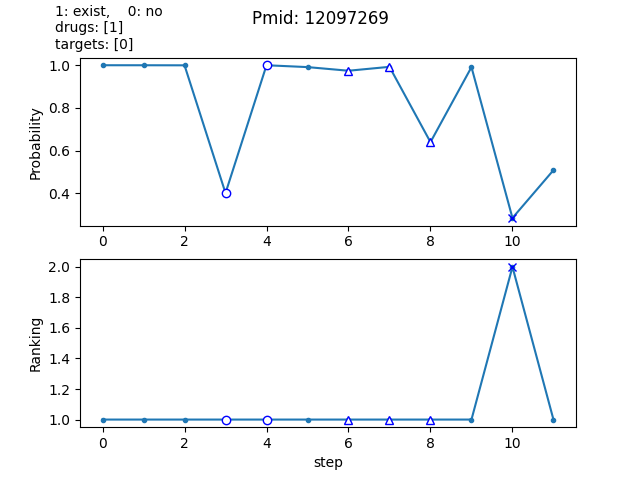 1: exist,    0: no
drugs: [1]
targets: [0]
Pmid: 12097269
1.0
0.8
0.6
0.4
Probability
0 2 4 6 8 10
2.0
1.8
1.6
1.4
1.2
1.0
Ranking
0 2 4 6 8 10
step